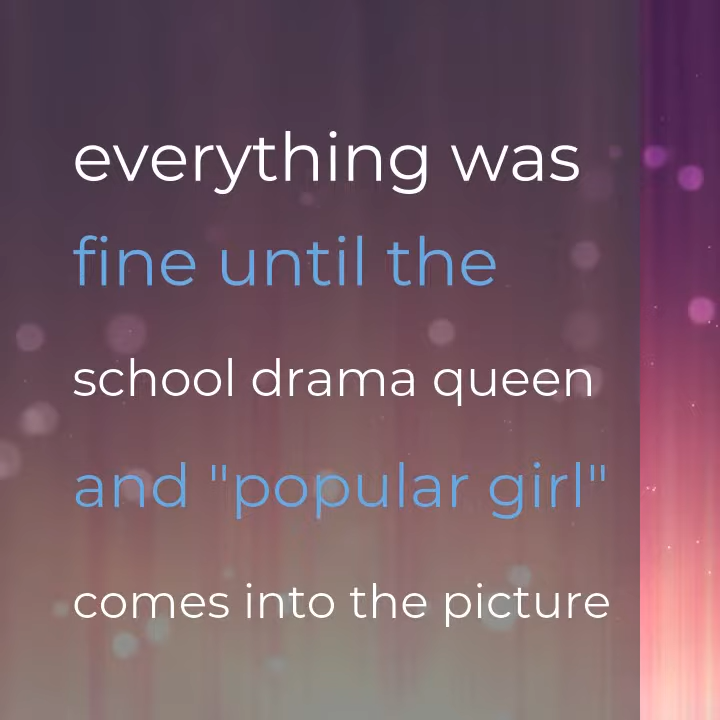 everything was
fine until the
school drama queen
and "popular girl"
comes into the picture